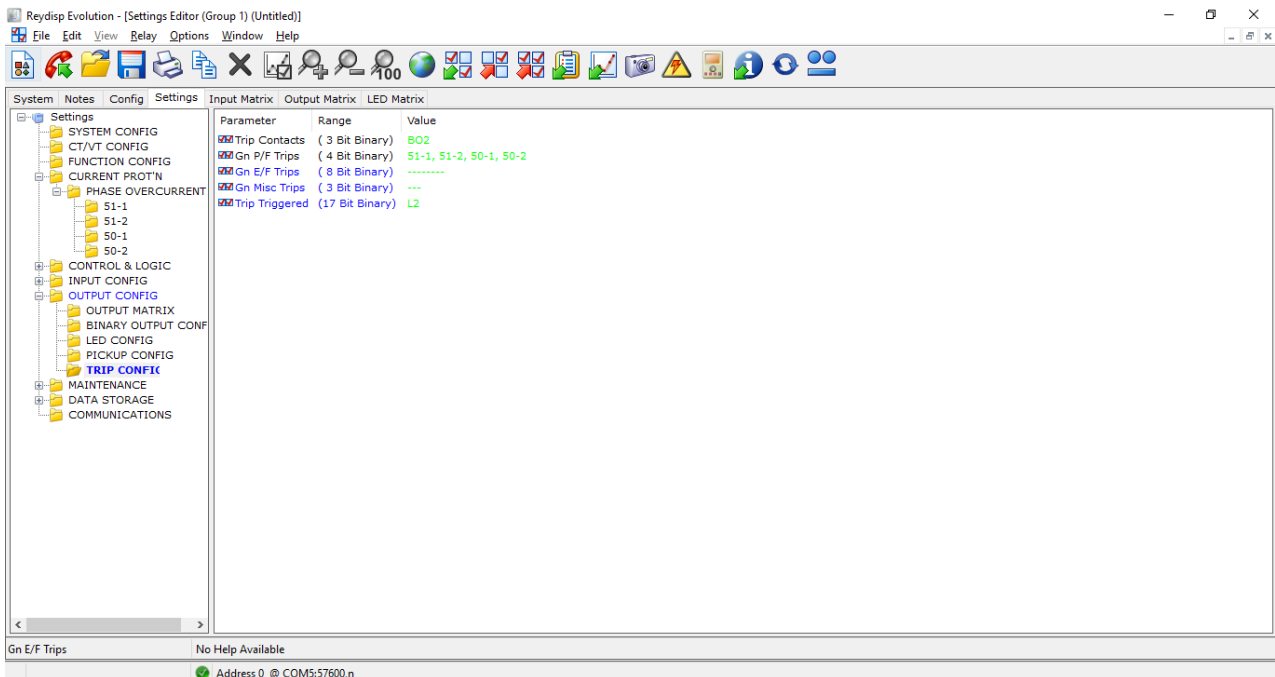 Reydisp Evolution - [Settings Editor (Group 1) (Untitled)]
File Edit View Relay Options Window Help
100
System Notes Config Settings Input Matrix Output Matrix LED Matrix
Settings
SYSTEM CONFIG
CT/VT CONFIG
FUNCTION CONFIG
CURRENT PROT'N
PHASE OVERCURRENT
51-1
51-2
50-1
50-2
CONTROL & LOGIC
INPUT CONFIG
OUTPUT CONFIG
OUTPUT MATRIX
BINARY OUTPUT CONF
LED CONFIG
PICKUP CONFIG
TRIP CONFIG
MAINTENANCE
DATA STORAGE
COMMUNICATIONS
Parameter Range Value
Trip Contacts ( 3 Bit Binary) BO2
Gn P/F Trips ( 4 Bit Binary) 51-1, 51-2, 50-1, 50-2
Gn E/F Trips ( 8 Bit Binary) --------
Gn Misc Trips ( 3 Bit Binary) ---
Trip Triggered (17 Bit Binary) L2
Gn E/F Trips No Help Available
Address 0 @ COM5:57600,n